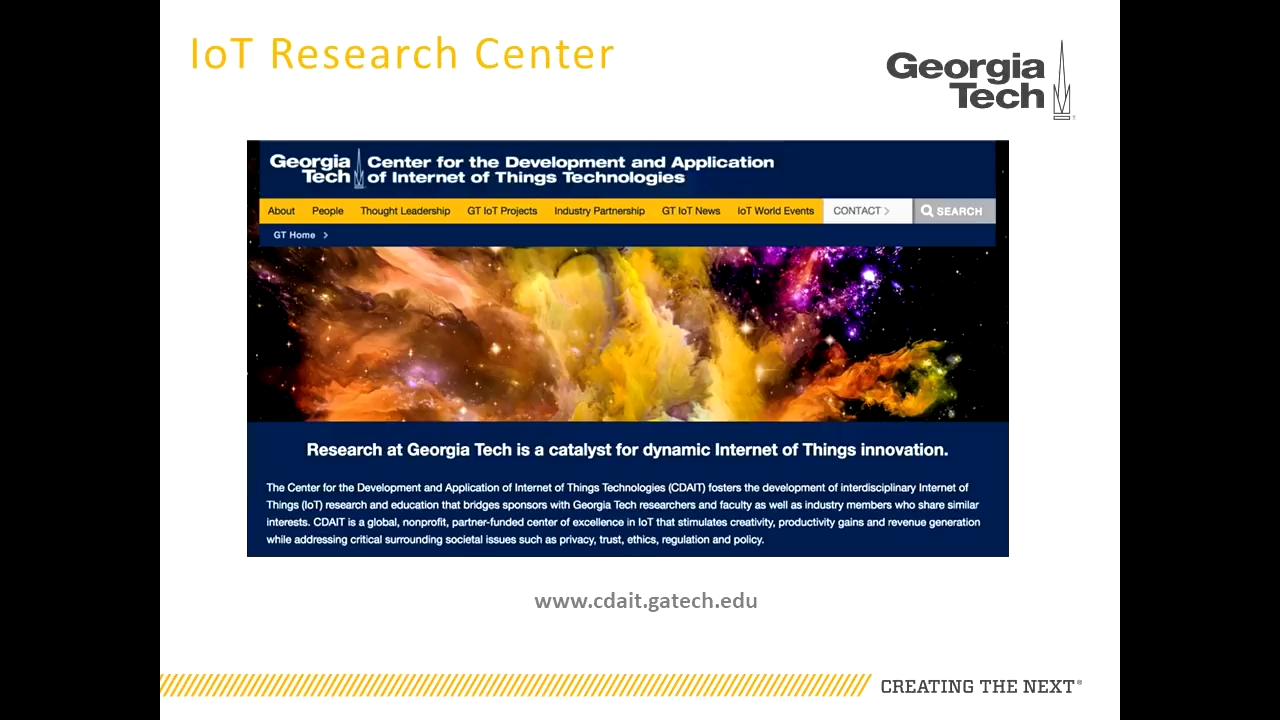 IoT Research Center
Georgia
Tech
Georgia
Tech
Center for the Development and Application
of Internet of Things Technologies
About People Thought Leadership GT IoT Projects Industry Partnership GT IoT News IoT World Events CONTACT > SEARCH
GT Home >
Research at Georgia Tech is a catalyst for dynamic Internet of Things innovation.
The Center for the Development and Application of Internet of Things Technologies (CDAIT) fosters the development of interdisciplinary Internet of
Things (IoT) research and education that bridges sponsors with Georgia Tech researchers and faculty as well as industry members who share similar
interests. CDAIT is a global, nonprofit, partner-funded center of excellence in IoT that stimulates creativity, productivity gains and revenue generation
while addressing critical surrounding societal issues such as privacy, trust, ethics, regulation and policy.
www.cdait.gatech.edu
CREATING THE NEXT®